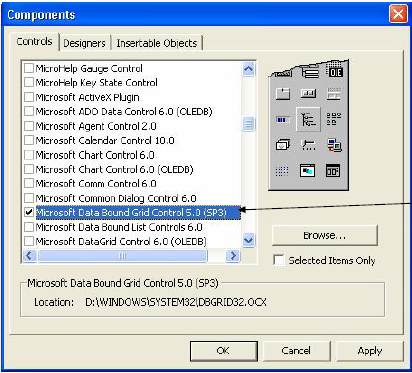 Components
Controls Designers Insertable Objects
MicroHelp Gauge Control
MicroHelp Key State Control
Microsoft ActiveX Plugin
Microsoft ADO Data Control 6.0 (OLEDB)
Microsoft Agent Control 2.0
Microsoft Calendar Control 10.0
Microsoft Chart Control 6.0
Microsoft Chart Control 6.0 (OLEDB)
Microsoft Comm Control 6.0
Microsoft Common Dialog Control 6.0
Microsoft Data Bound Grid Control 5.0 (SP3)
Microsoft Data Bound List Controls 6.0
Microsoft DataGrid Control 6.0 (OLEDB)
Browse...
Selected Items Only
Microsoft Data Bound Grid Control 5.0 (SP3)
Location: D:\WINDOWS\SYSTEM32\DBGRID32.OCX
OK Cancel Apply